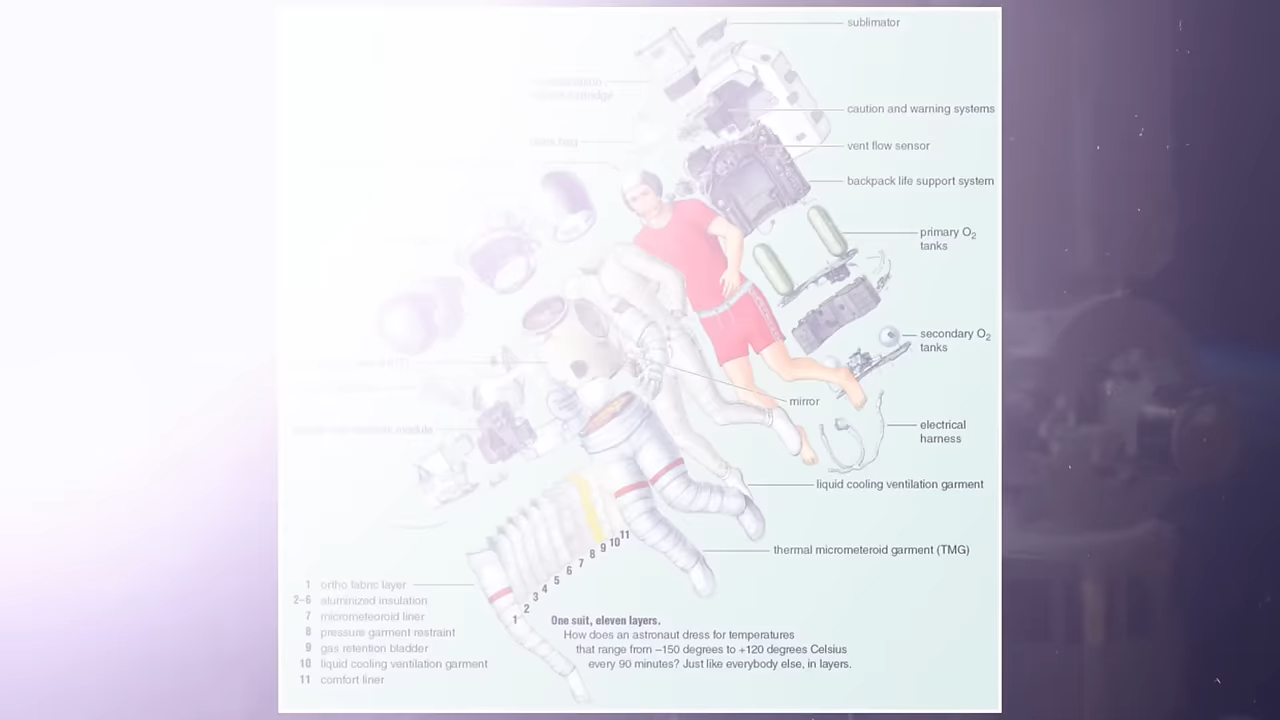 sublimator
cartridge
caution and warning systems
vent flow sensor
backpack life support system
primary O₂
tanks
secondary O₂
tanks
mirror
electrical
harness
module
liquid cooling ventilation garment
thermal micrometeroid garment (TMG)
1 ortho fabric layer
2–6 aluminized insulation
7 micrometeoroid liner
8 pressure garment restraint
9 gas retention bladder
10 liquid cooling ventilation garment
11 comfort liner
1 2 3 4 5 6 7 8 9 10 11
One suit, eleven layers.
How does an astronaut dress for temperatures
that range from –150 degrees to +120 degrees Celsius
every 90 minutes? Just like everybody else, in layers.